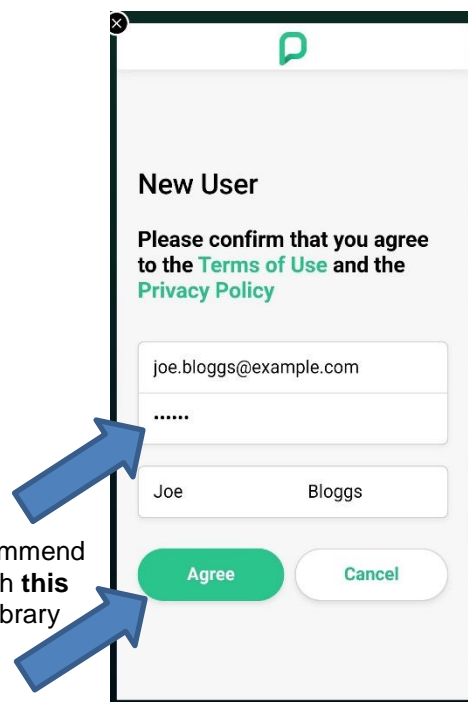 New User
Please confirm that you agree
to the Terms of Use and the
Privacy Policy
joe.bloggs@example.com
••••••
Joe Bloggs
Agree Cancel
this